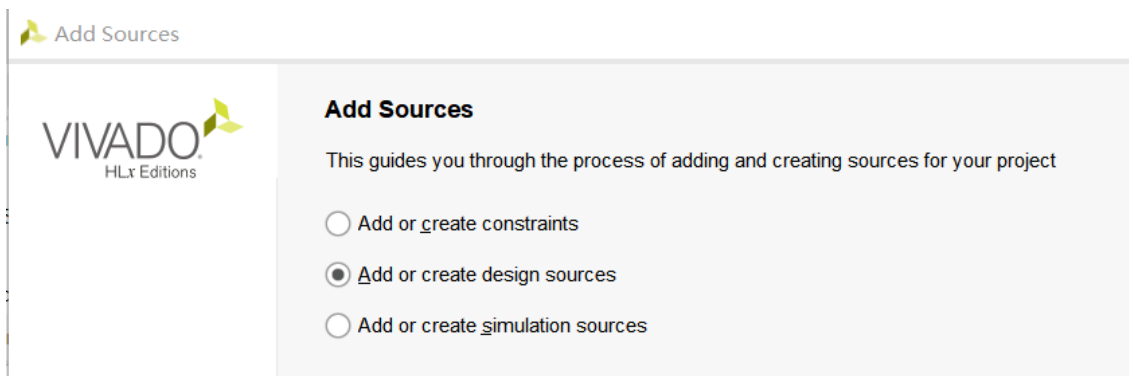 Add Sources
VIVADO.
HLx Editions
Add Sources
This guides you through the process of adding and creating sources for your project
Add or create constraints
Add or create design sources
Add or create simulation sources